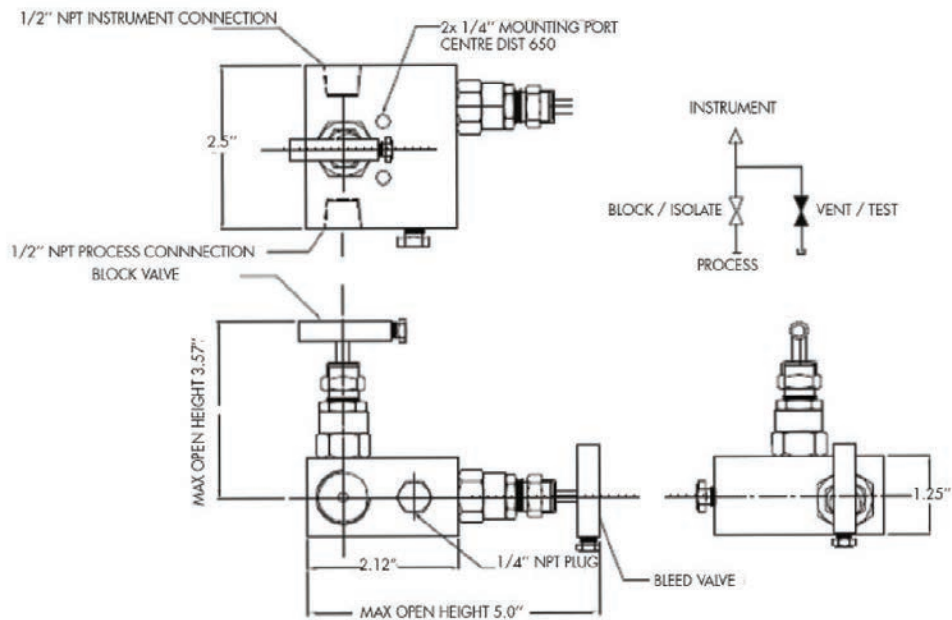 1/2" NPT INSTRUMENT CONNECTION
2x 1/4" MOUNTING PORT
CENTRE DIST 650
2.5"
INSTRUMENT
BLOCK / ISOLATE
VENT / TEST
PROCESS
1/2" NPT PROCESS CONNNECTION
BLOCK VALVE
MAX OPEN HEIGHT 3.57"
1.25"
2.12"
1/4" NPT PLUG
BLEED VALVE
MAX OPEN HEIGHT 5.0"